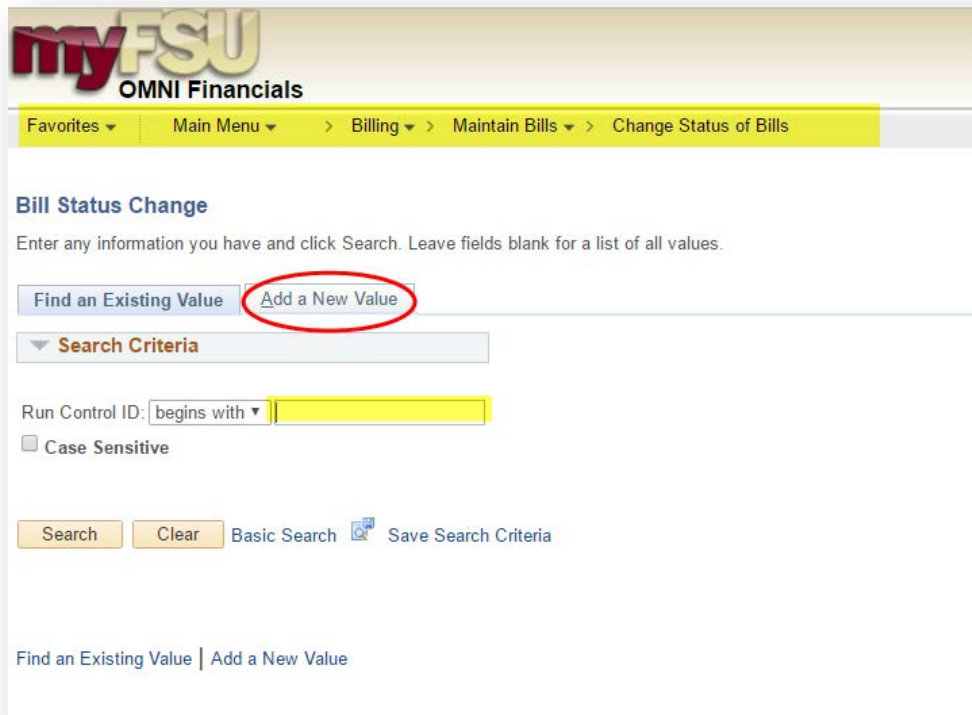 myFSU
OMNI Financials
Favorites Main Menu > Billing > Maintain Bills > Change Status of Bills
Bill Status Change
Enter any information you have and click Search. Leave fields blank for a list of all values.
Find an Existing Value Add a New Value
Search Criteria
Run Control ID: begins with
Case Sensitive
Search Clear Basic Search Save Search Criteria
Find an Existing Value | Add a New Value